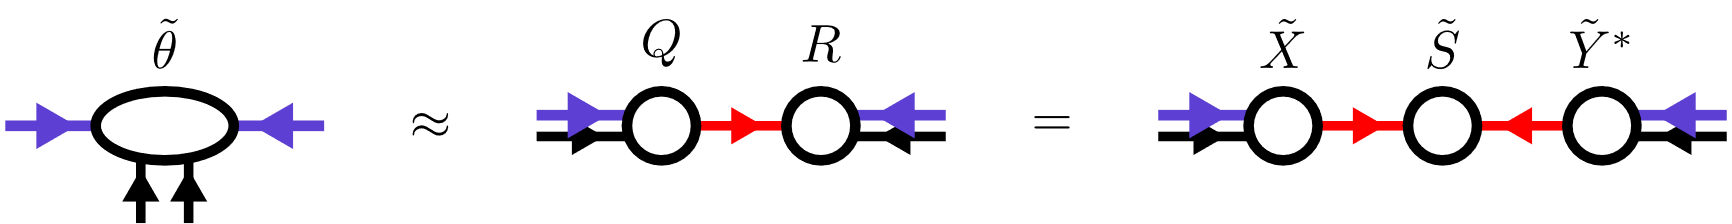 θ̃ ≈ Q R = X̃ S̃ Ỹ*